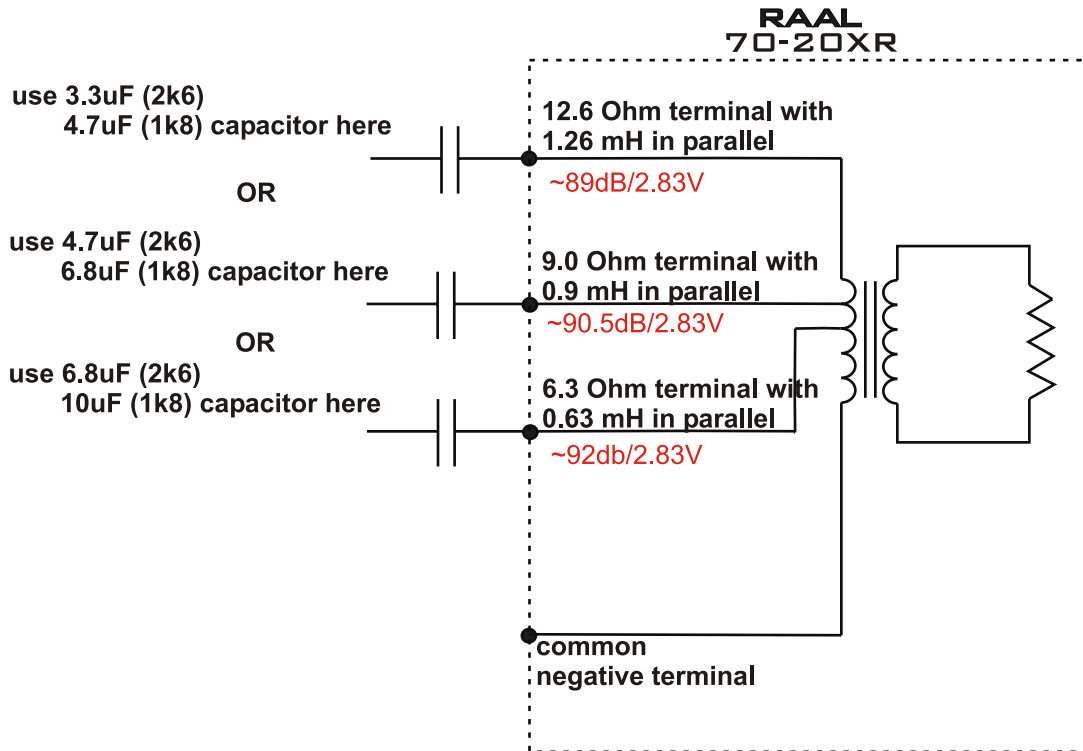 RAAL
70-20XR
use 3.3uF (2k6)
4.7uF (1k8) capacitor here
12.6 Ohm terminal with
1.26 mH in parallel
~89dB/2.83V
OR
use 4.7uF (2k6)
6.8uF (1k8) capacitor here
9.0 Ohm terminal with
0.9 mH in parallel
~90.5dB/2.83V
OR
use 6.8uF (2k6)
10uF (1k8) capacitor here
6.3 Ohm terminal with
0.63 mH in parallel
~92db/2.83V
common
negative terminal